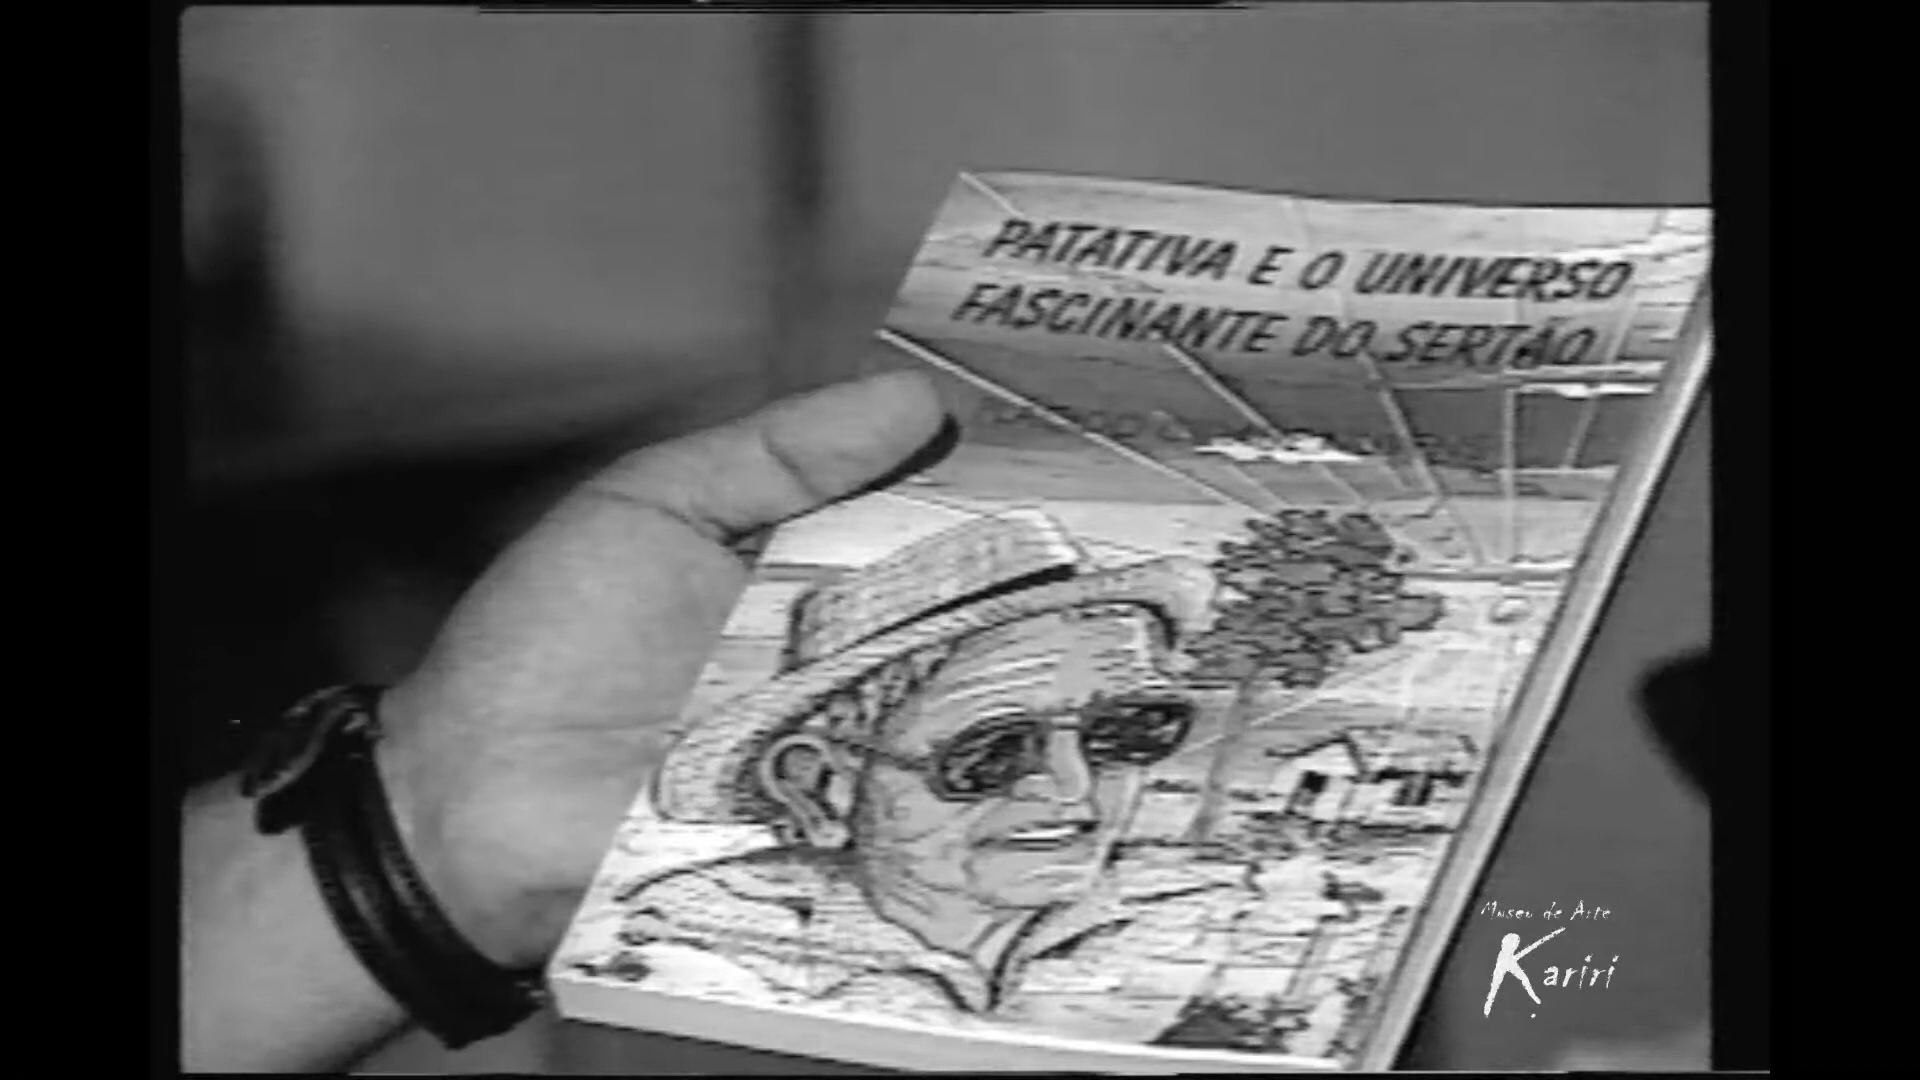 PATATIVA E O UNIVERSO
FASCINANTE DO SERTÃO
Museu de Arte
Kariri